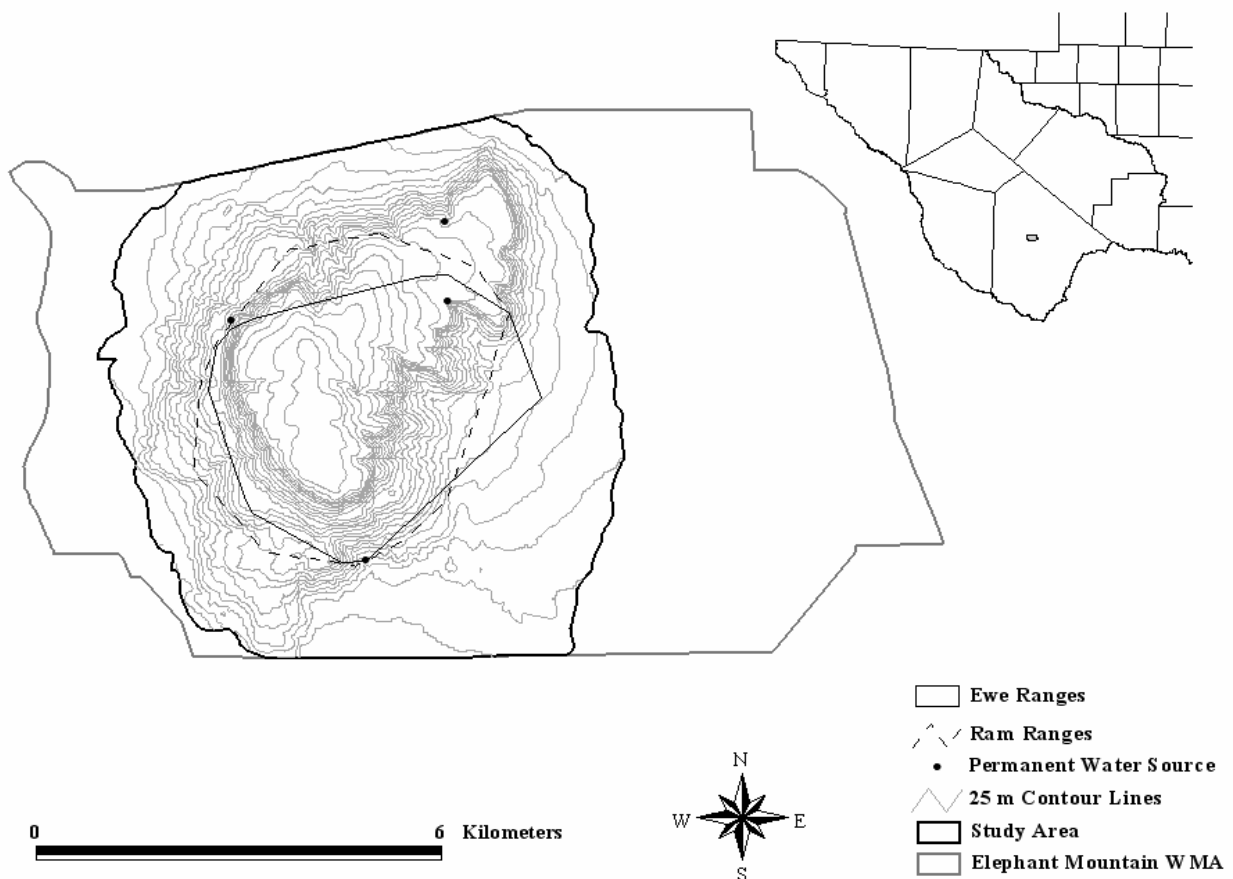 Ewe Ranges
Ram Ranges
Permanent Water Source
25 m Contour Lines
Study Area
Elephant Mountain WMA
0
6 Kilometers
N
W
E
S